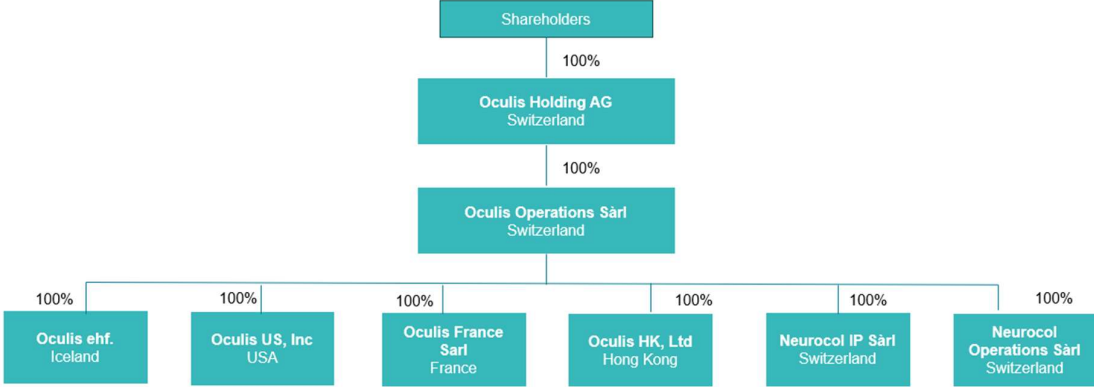 Shareholders
100%
Oculis Holding AG
Switzerland
100%
Oculis Operations Sàrl
Switzerland
100%
100%
100%
100%
100%
100%
Oculis ehf.
Iceland
Oculis US, Inc
USA
Oculis France
Sarl
France
Oculis HK, Ltd
Hong Kong
Neurocol IP Sàrl
Switzerland
Neurocol
Operations Sàrl
Switzerland